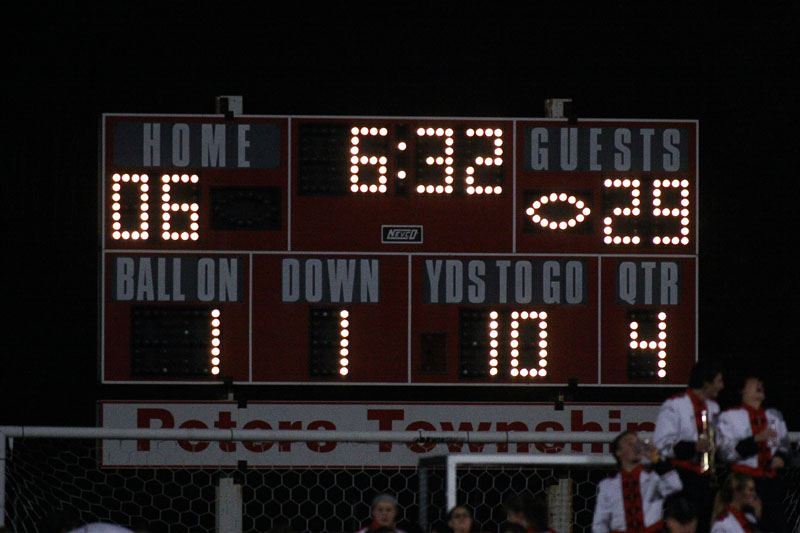 HOME 6:32 GUESTS
06 29
NEVCO
BALL ON DOWN YDS TO GO QTR
1 1 10 4
Peters Township